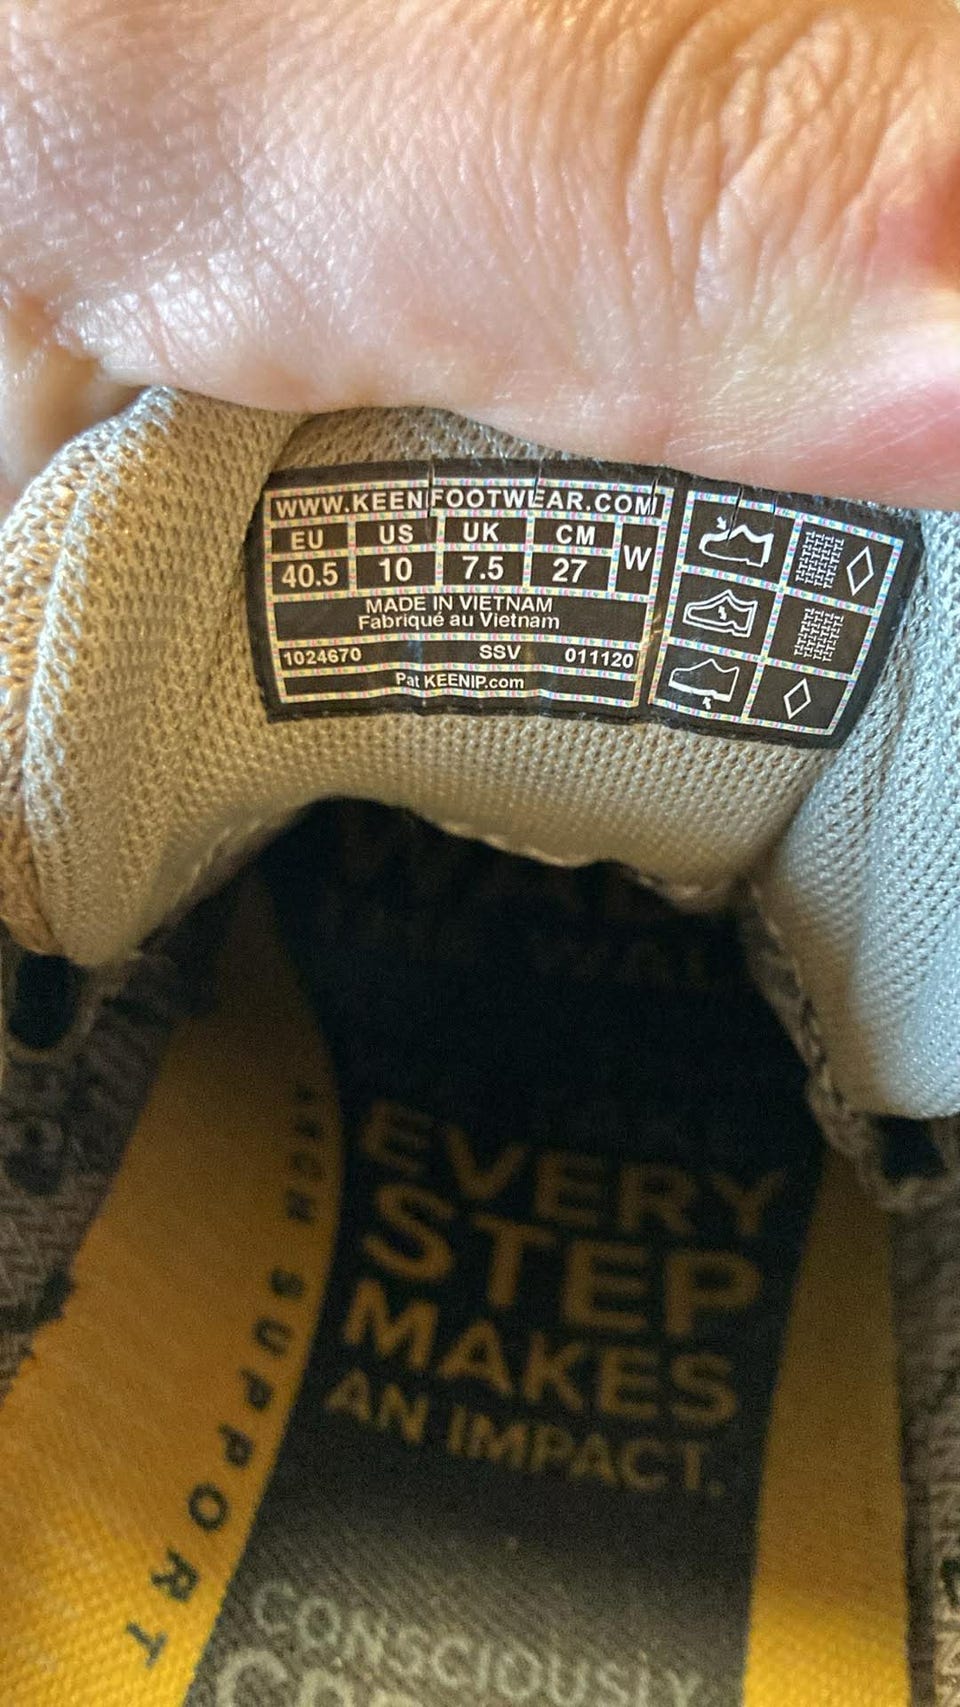 WWW.KEENFOOTWEAR.COM
EU US UK CM W
40.5 10 7.5 27
MADE IN VIETNAM
Fabriqué au Vietnam
1024670 SSV 011120
Pat KEENIP.com
ARCH SUPPORT
EVERY
STEP
MAKES
AN IMPACT.
CONSCIOUSLY